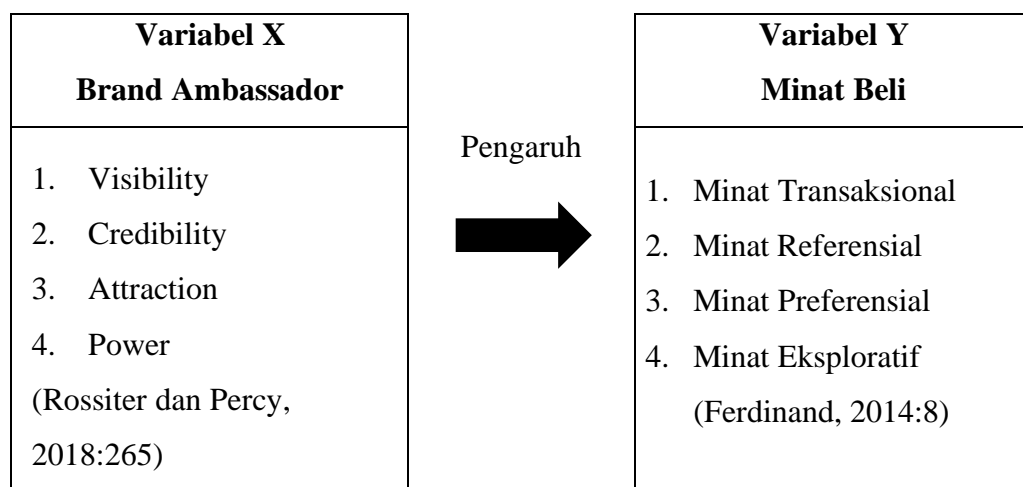 Variabel X
Brand Ambassador
1. Visibility
2. Credibility
3. Attraction
4. Power
(Rossiter dan Percy,
2018:265)
Pengaruh
Variabel Y
Minat Beli
1. Minat Transaksional
2. Minat Referensial
3. Minat Preferensial
4. Minat Eksploratif
(Ferdinand, 2014:8)